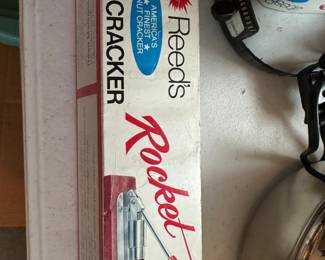 Reed's
Rocket
AMERICA'S
★ FINEST ★
NUT CRACKER
CRACKER